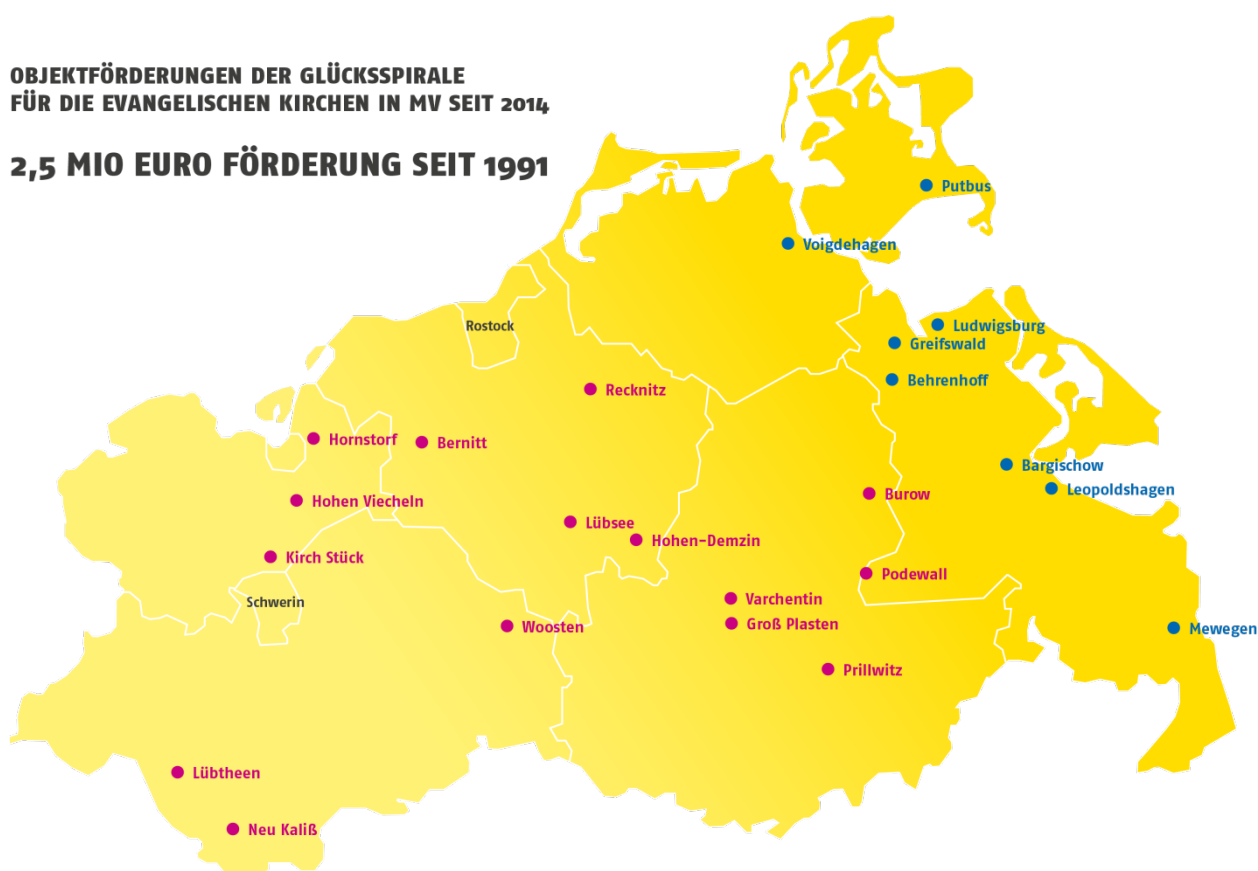 OBJEKTFÖRDERUNGEN DER GLÜCKSSPIRALE
FÜR DIE EVANGELISCHEN KIRCHEN IN MV SEIT 2014
2,5 MIO EURO FÖRDERUNG SEIT 1991
Putbus
Voigdehagen
Rostock
Ludwigsburg
Greifswald
Behrenhoff
Recknitz
Hornstorf
Bernitt
Bargischow
Leopoldshagen
Burow
Hohen Viecheln
Lübsee
Hohen-Demzin
Kirch Stück
Podewall
Schwerin
Varchentin
Groß Plasten
Woosten
Mewegen
Prillwitz
Lübtheen
Neu Kaliß